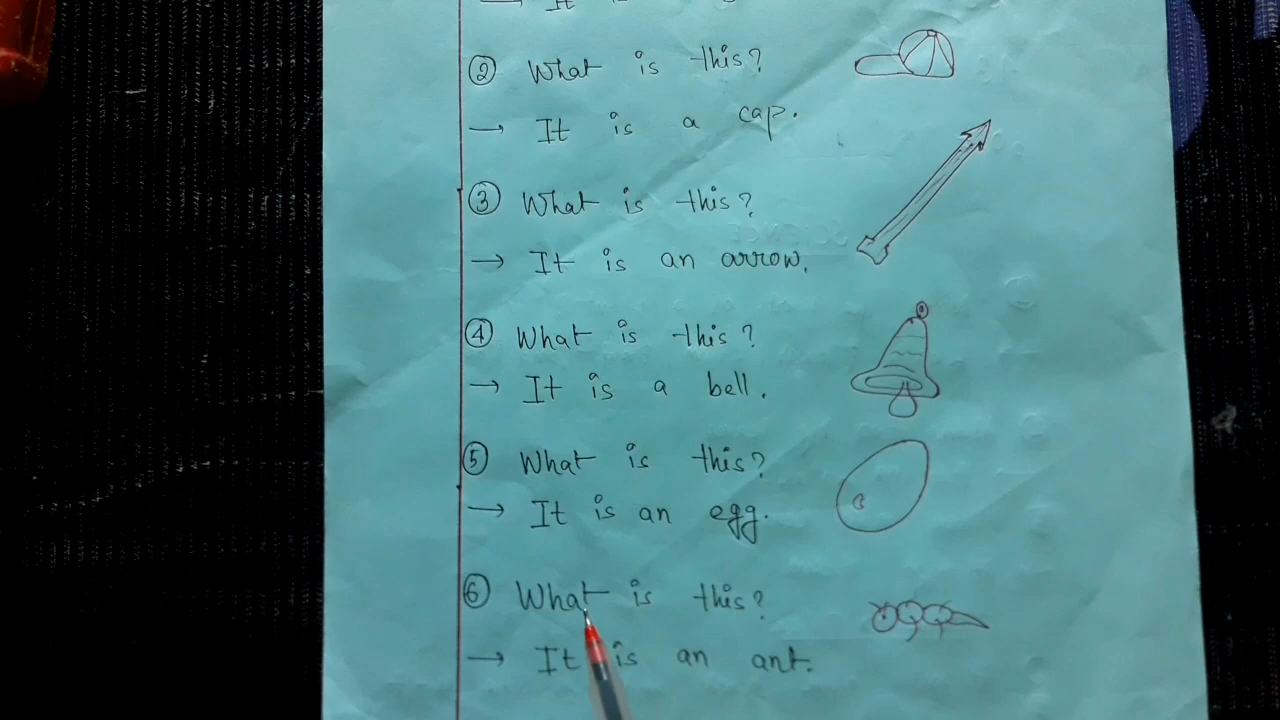 → It is
② What is this?
→ It is a cap.
③ What is this?
→ It is an arrow.
④ What is this?
→ It is a bell.
⑤ What is this?
→ It is an egg.
⑥ What is this?
→ It is an ant.